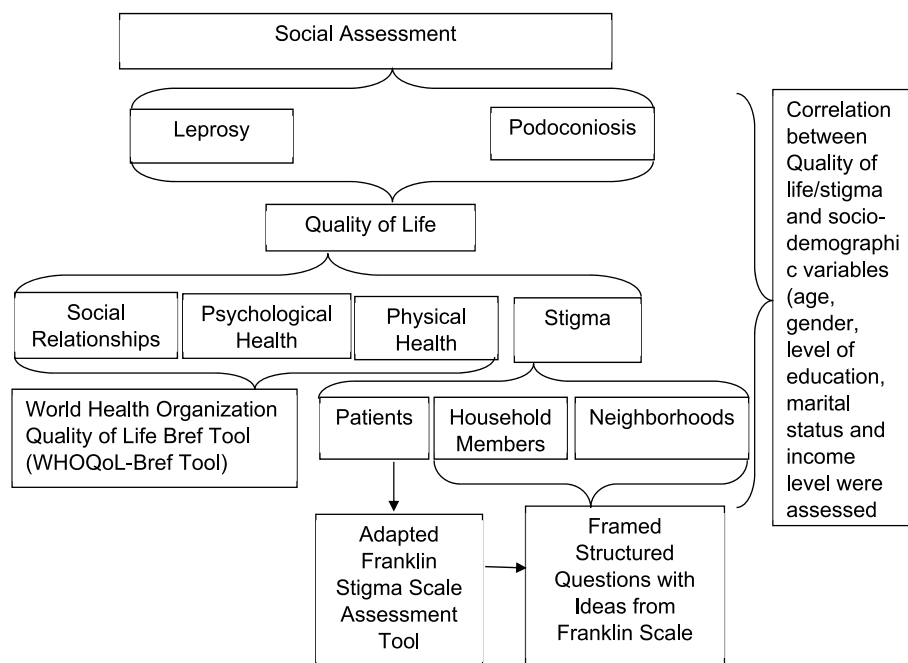 Social Assessment
Leprosy
Podoconiosis
Quality of Life
Social
Relationships
Psychological
Health
Physical
Health
Stigma
World Health Organization
Quality of Life Bref Tool
(WHOQoL-Bref Tool)
Patients
Household
Members
Neighborhoods
Adapted
Franklin
Stigma Scale
Assessment
Tool
Framed
Structured
Questions with
Ideas from
Franklin Scale
Correlation
between
Quality of
life/stigma
and socio-
demographi
c variables
(age,
gender,
level of
education,
marital
status and
income
level were
assessed